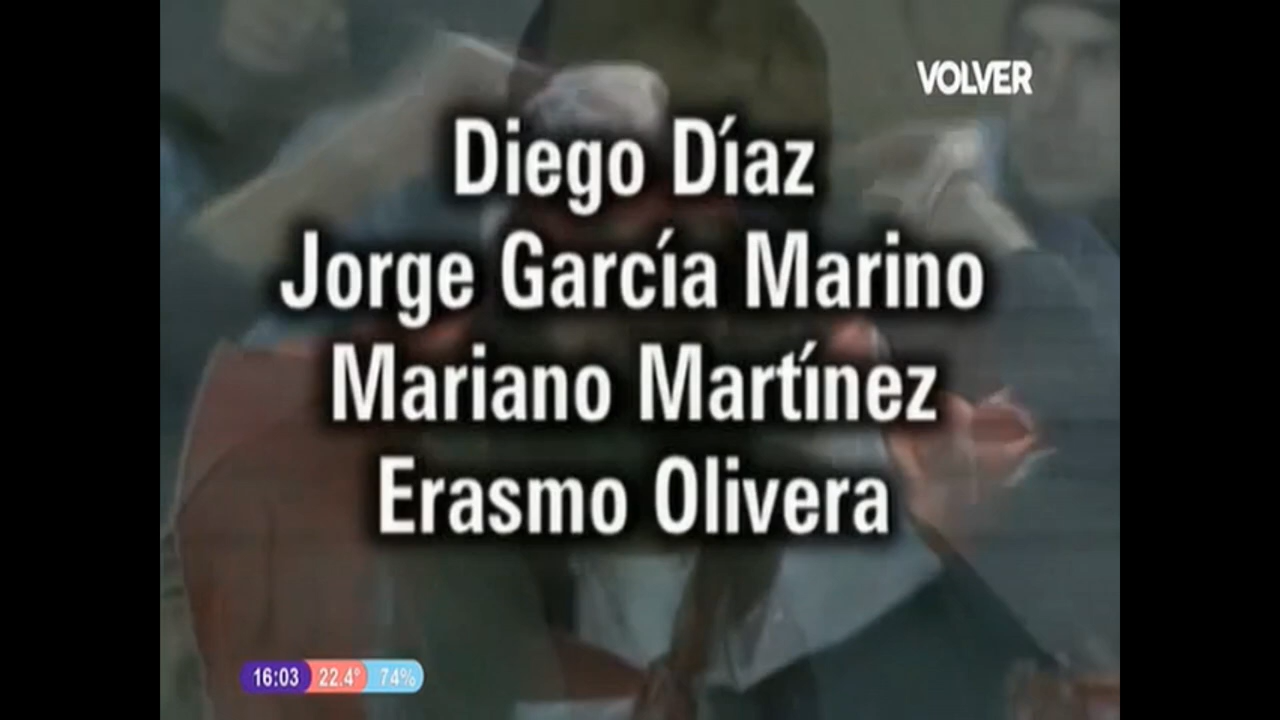 VOLVER
Diego Díaz
Jorge García Marino
Mariano Martínez
Erasmo Olivera
16:03 22.4° 74%